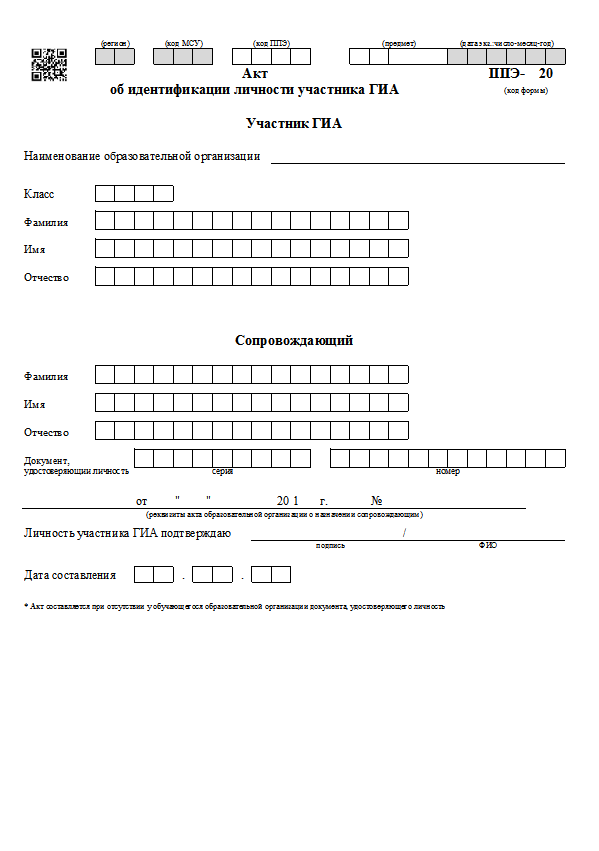 (регион) (код МСУ) (код ППЭ) (предмет) (дата экз.: число-месяц-год)
Акт ППЭ- 20
об идентификации личности участника ГИА (код формы)
Участник ГИА
Наименование образовательной организации
Класс
Фамилия
Имя
Отчество
Сопровождающий
Фамилия
Имя
Отчество
Документ,
удостоверяющий личность серия номер
от " " 20 1 г. №
(реквизиты акта образовательной организации о назначении сопровождающим)
Личность участника ГИА подтверждаю /
подпись ФИО
Дата составления . .
* Акт составляется при отсутствии у обучающегося образовательной организации документа, удостоверяющего личность